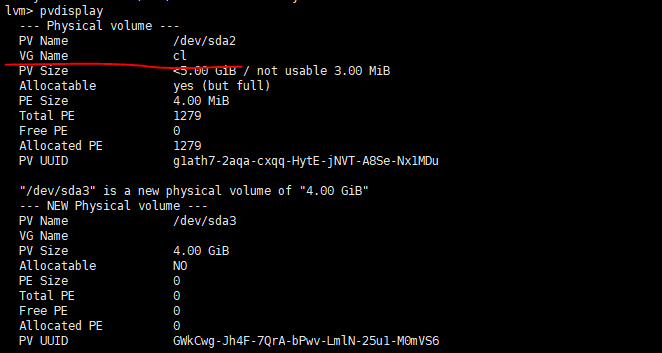 lvm> pvdisplay
--- Physical volume ---
PV Name /dev/sda2
VG Name cl
PV Size <5.00 GiB / not usable 3.00 MiB
Allocatable yes (but full)
PE Size 4.00 MiB
Total PE 1279
Free PE 0
Allocated PE 1279
PV UUID g1ath7-2aqa-cxqq-HytE-jNVT-A8Se-Nx1MDu
"/dev/sda3" is a new physical volume of "4.00 GiB"
--- NEW Physical volume ---
PV Name /dev/sda3
VG Name
PV Size 4.00 GiB
Allocatable NO
PE Size 0
Total PE 0
Free PE 0
Allocated PE 0
PV UUID GWkCwg-Jh4F-7QrA-bPwv-LmlN-25u1-M0mVS6